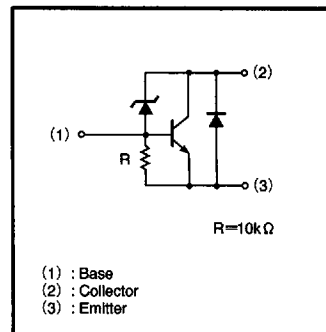 (2)
(1)
R
(3)
R=10kΩ
(1) : Base
(2) : Collector
(3) : Emitter